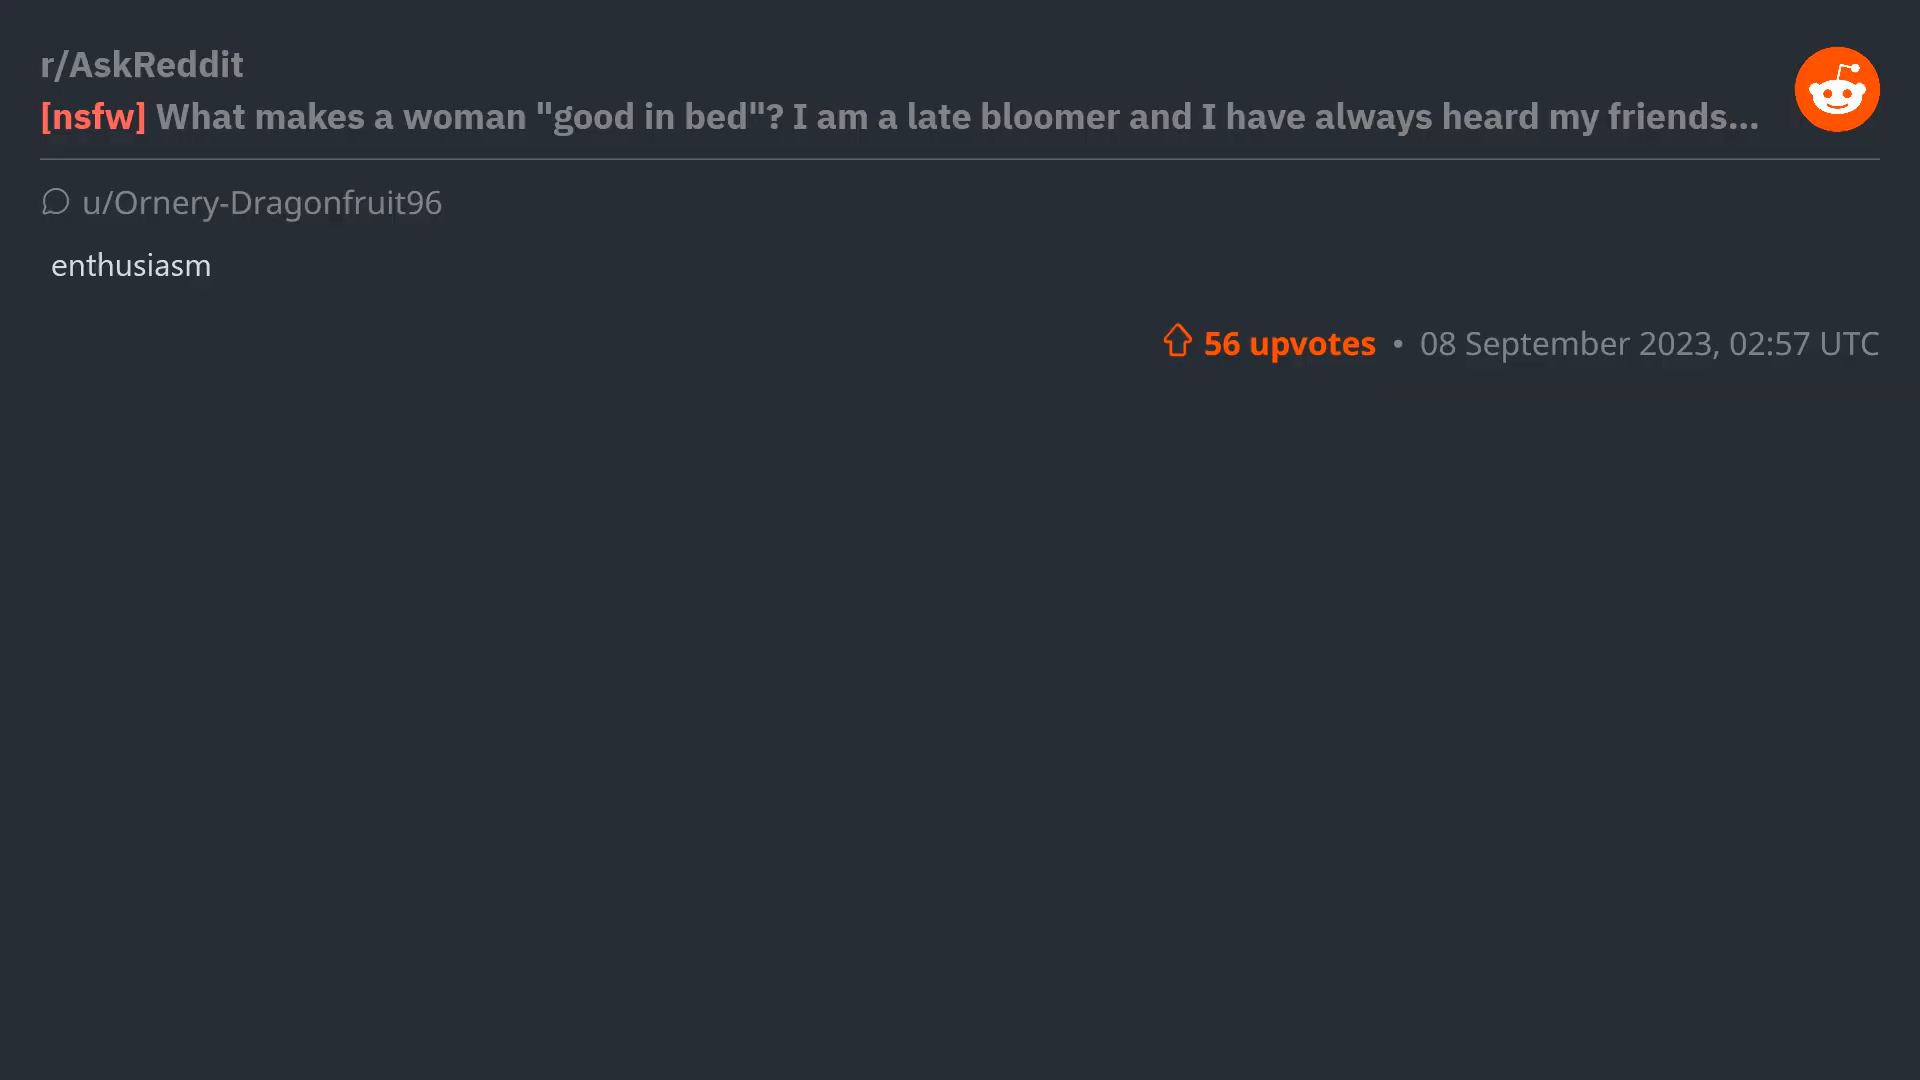 r/AskReddit
[nsfw] What makes a woman "good in bed"? I am a late bloomer and I have always heard my friends...
u/Ornery-Dragonfruit96
enthusiasm
56 upvotes • 08 September 2023, 02:57 UTC